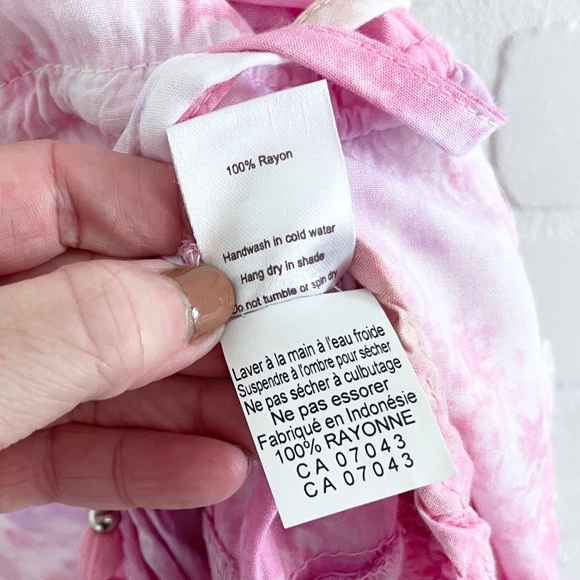 100% Rayon
Handwash in cold water
Hang dry in shade
Do not tumble or spin dry
Laver à la main à l'eau froide
Suspendre à l'ombre pour sécher
Ne pas sécher à culbutage
Ne pas essorer
Fabriqué en Indonésie
100% RAYONNE
CA 07043
CA 07043